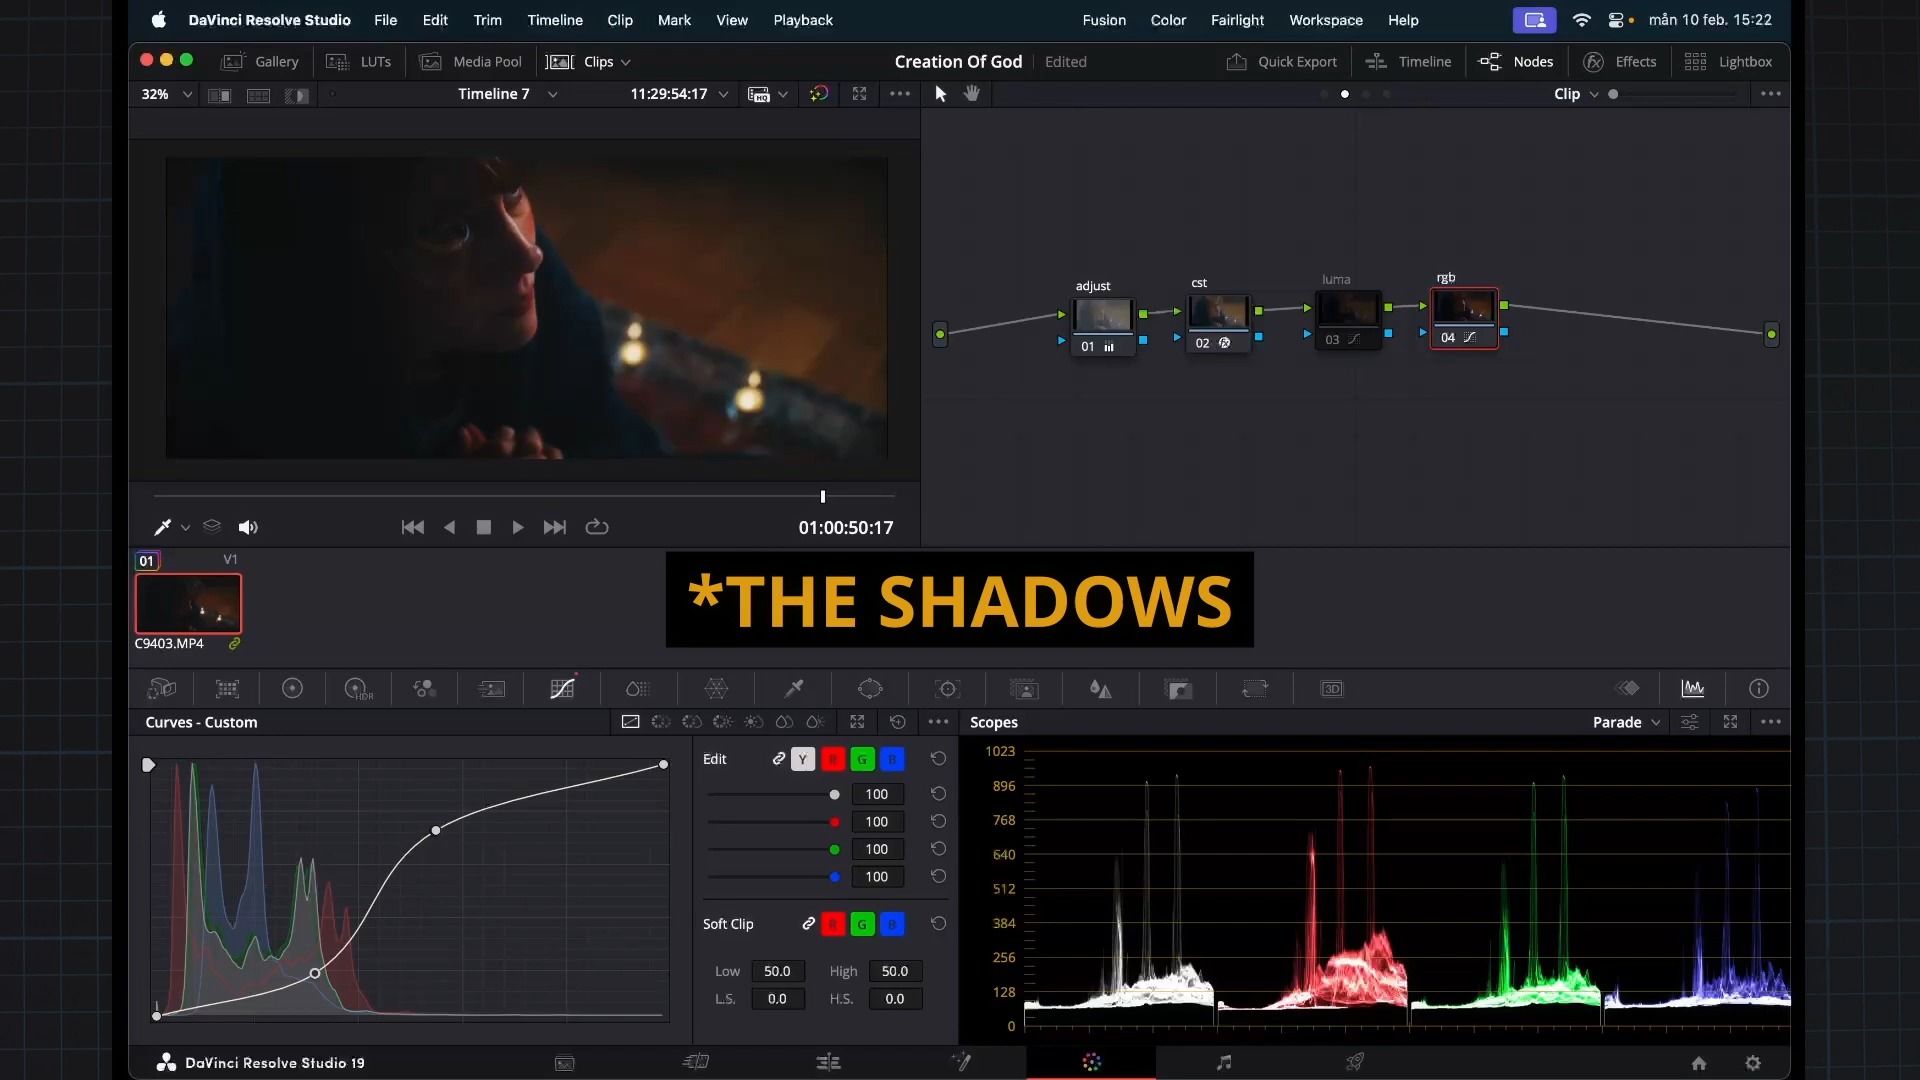 DaVinci Resolve Studio File Edit Trim Timeline Clip Mark View Playback Fusion Color Fairlight Workspace Help mån 10 feb. 15:22
Gallery LUTs Media Pool Clips Creation Of God Edited Quick Export Timeline Nodes Effects Lightbox
32% Timeline 7 11:29:54:17 HQ Clip
adjust cst luma rgb
01 02 03 04
01:00:50:17
01 V1
*THE SHADOWS
C9403.MP4
HDR 3D
Curves - Custom Scopes Parade
Edit Y R G B
100
100
100
100
Soft Clip R G B
Low 50.0 High 50.0
L.S. 0.0 H.S. 0.0
1023
896
768
640
512
384
256
128
0
DaVinci Resolve Studio 19